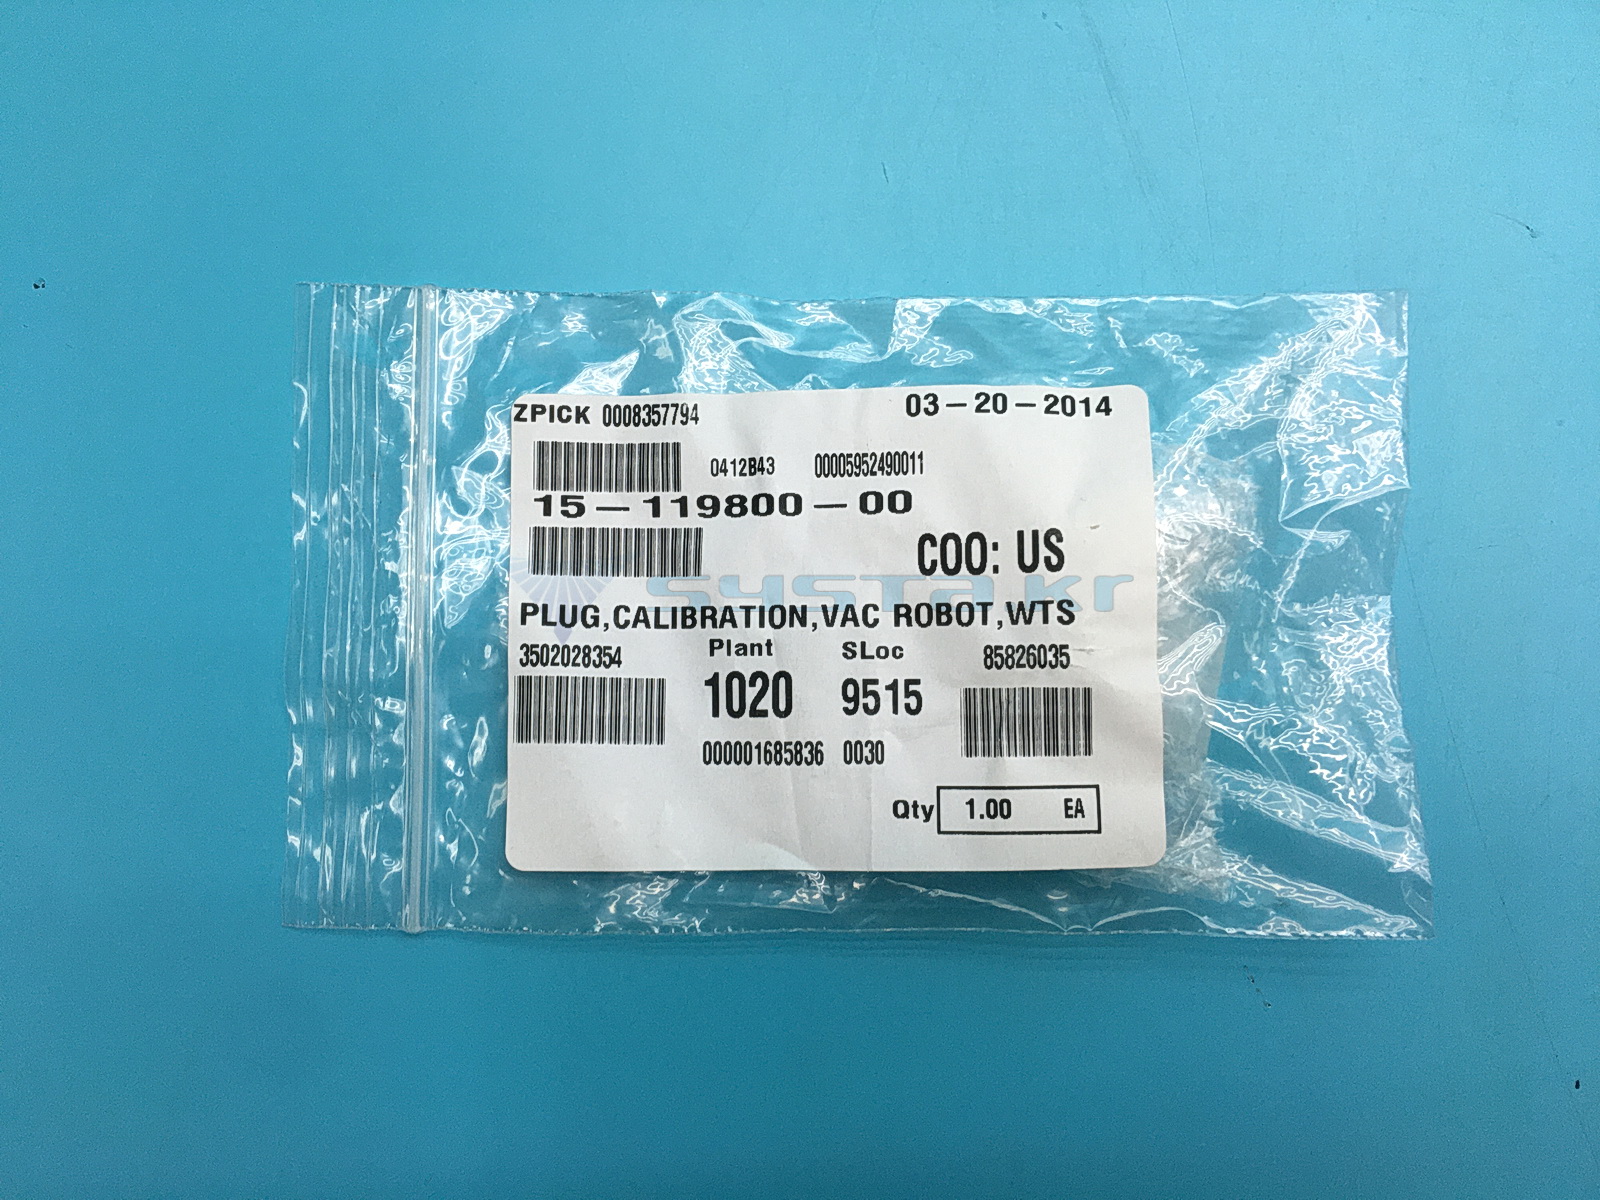 ZPICK 0008357794 03-20-2014
0412B43 00005952490011
15-119800-00
COO: US
systa.kr
PLUG,CALIBRATION,VAC ROBOT,WTS
3502028354 Plant SLoc 85826035
1020 9515
000001685836 0030
Qty 1.00 EA